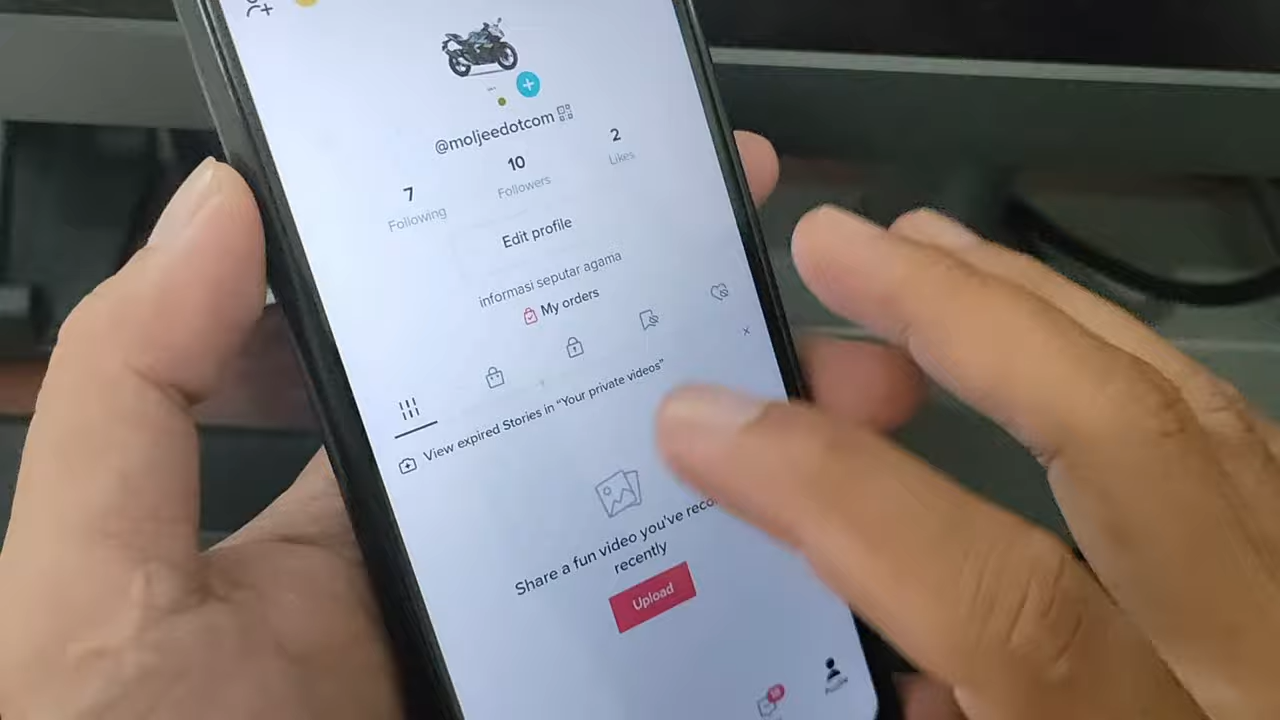 @moljeedotcom
7 10 2
Following Followers Likes
Edit profile
informasi seputar agama
My orders
View expired Stories in “Your private videos”
Share a fun video you've reco
recently
Upload